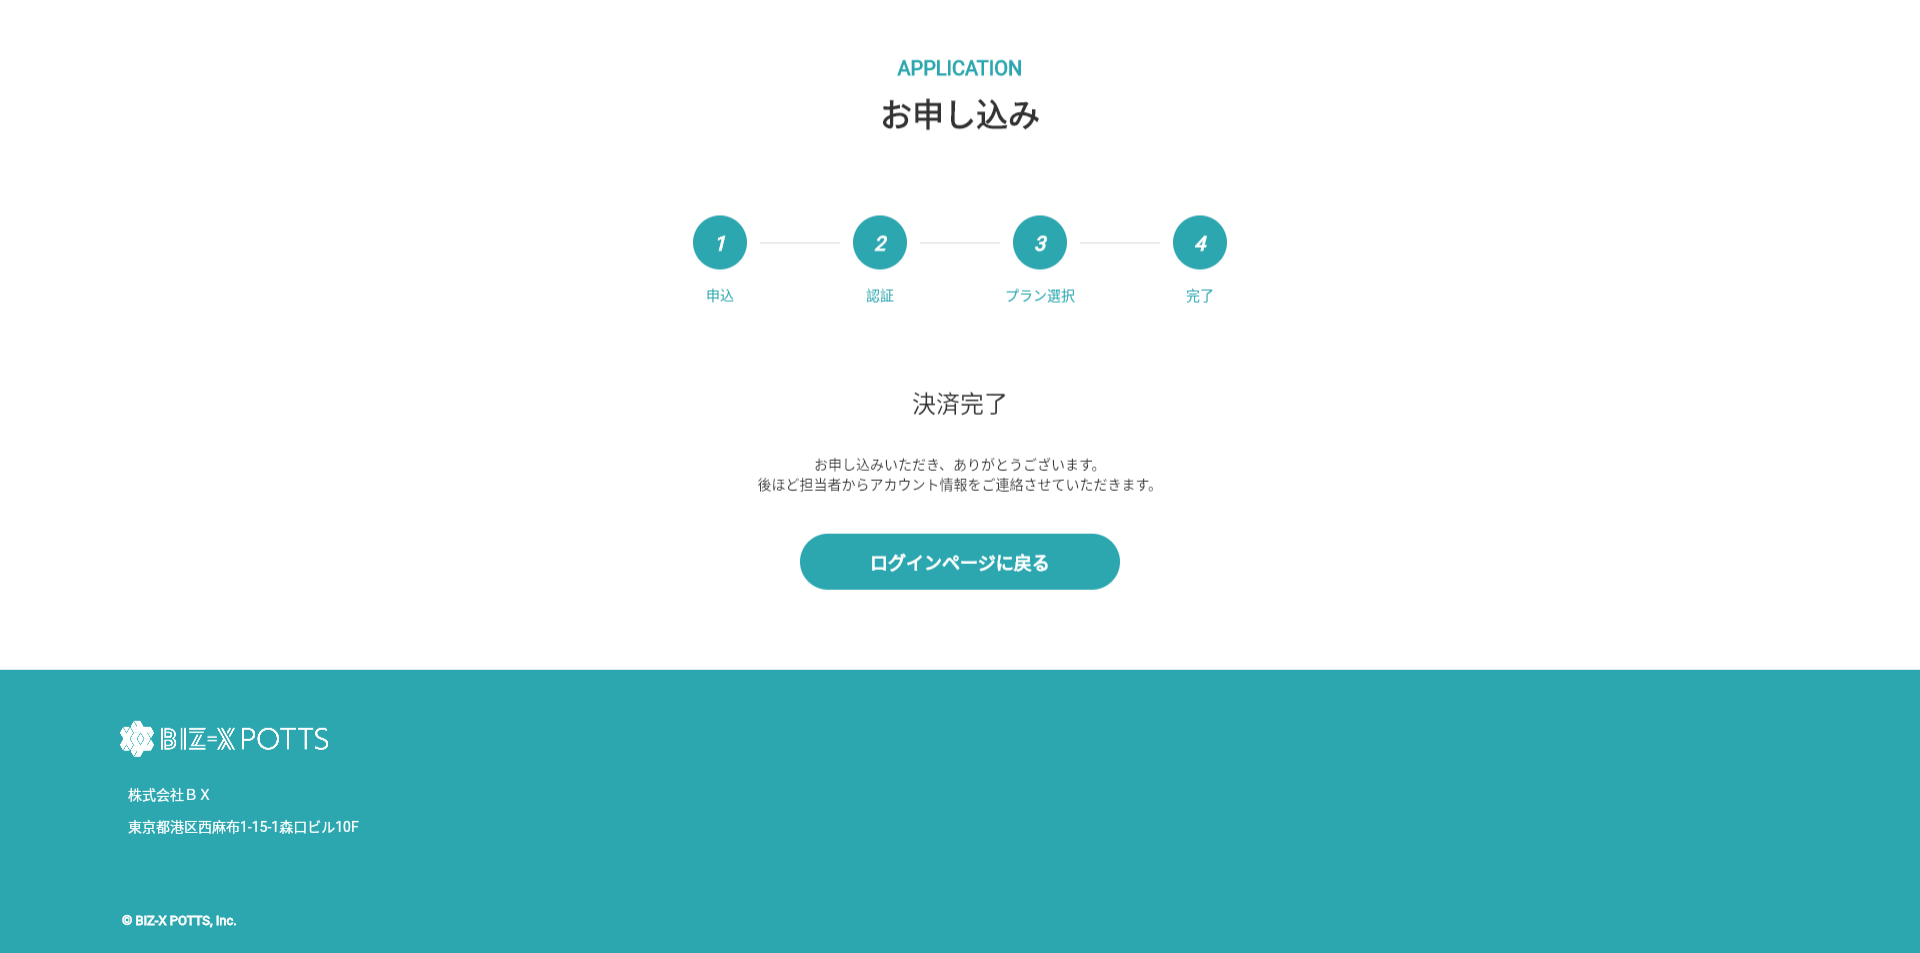 APPLICATION
お申し込み
1 2 3 4
申込 認証 プラン選択 完了
決済完了
お申し込みいただき、ありがとうございます。
後ほど担当者からアカウント情報をご連絡させていただきます。
ログインページに戻る
BIZ-X POTTS
株式会社ＢＸ
東京都港区西麻布1-15-1森口ビル10F
© BIZ-X POTTS, Inc.